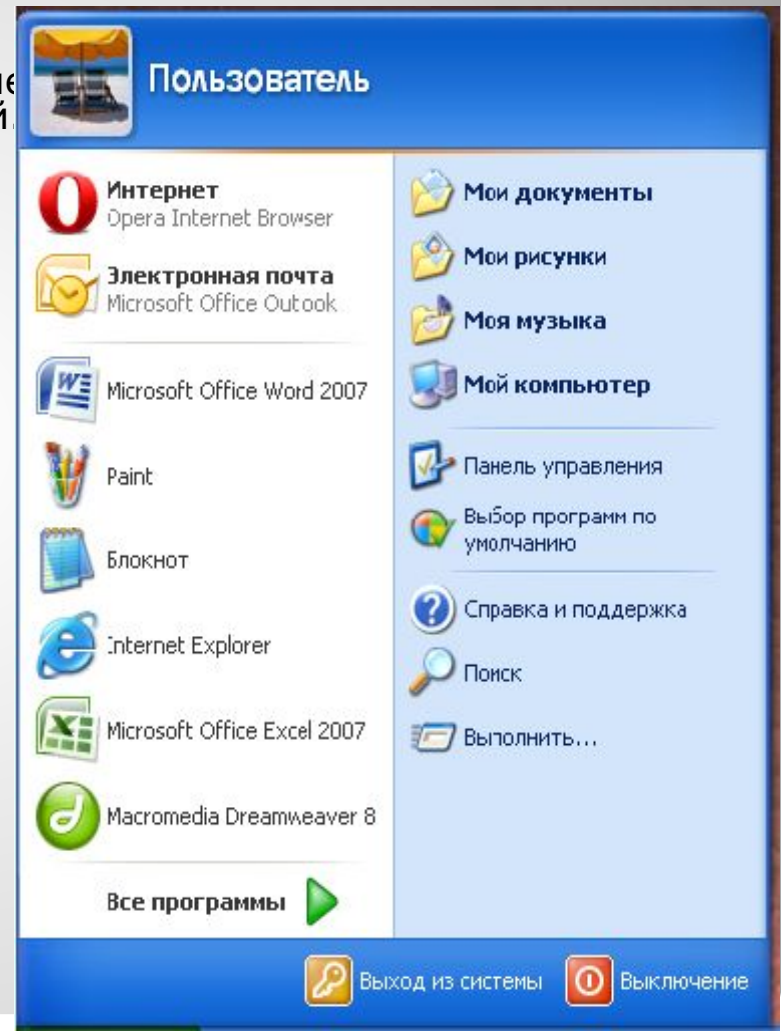 Пользователь
Интернет
Opera Internet Browser
Электронная почта
Microsoft Office Outook
Microsoft Office Word 2007
Paint
Блокнот
Internet Explorer
Microsoft Office Excel 2007
Macromedia Dreamweaver 8
Все программы
Мои документы
Мои рисунки
Моя музыка
Мой компьютер
Панель управления
Выбор программ по
умолчанию
Справка и поддержка
Поиск
Выполнить...
Выход из системы
Выключение